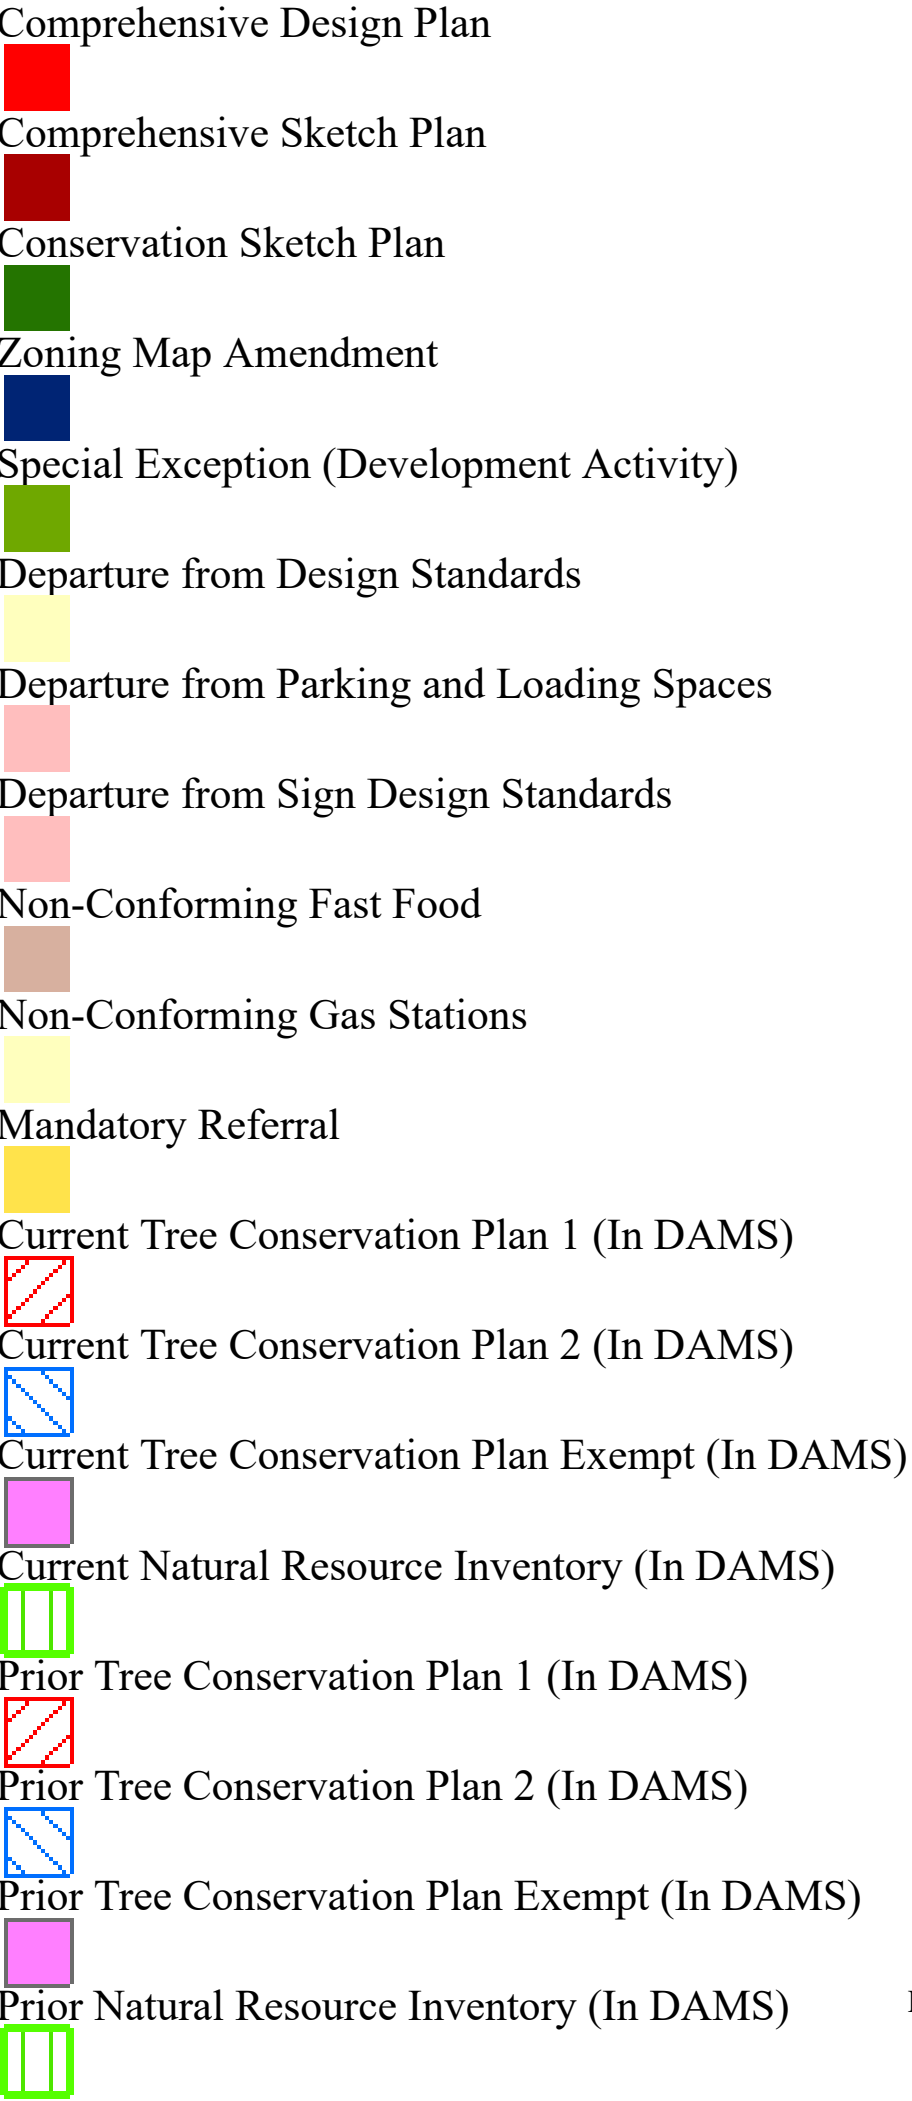 Comprehensive Design Plan
Comprehensive Sketch Plan
Conservation Sketch Plan
Zoning Map Amendment
Special Exception (Development Activity)
Departure from Design Standards
Departure from Parking and Loading Spaces
Departure from Sign Design Standards
Non-Conforming Fast Food
Non-Conforming Gas Stations
Mandatory Referral
Current Tree Conservation Plan 1 (In DAMS)
Current Tree Conservation Plan 2 (In DAMS)
Current Tree Conservation Plan Exempt (In DAMS)
Current Natural Resource Inventory (In DAMS)
Prior Tree Conservation Plan 1 (In DAMS)
Prior Tree Conservation Plan 2 (In DAMS)
Prior Tree Conservation Plan Exempt (In DAMS)
Prior Natural Resource Inventory (In DAMS)